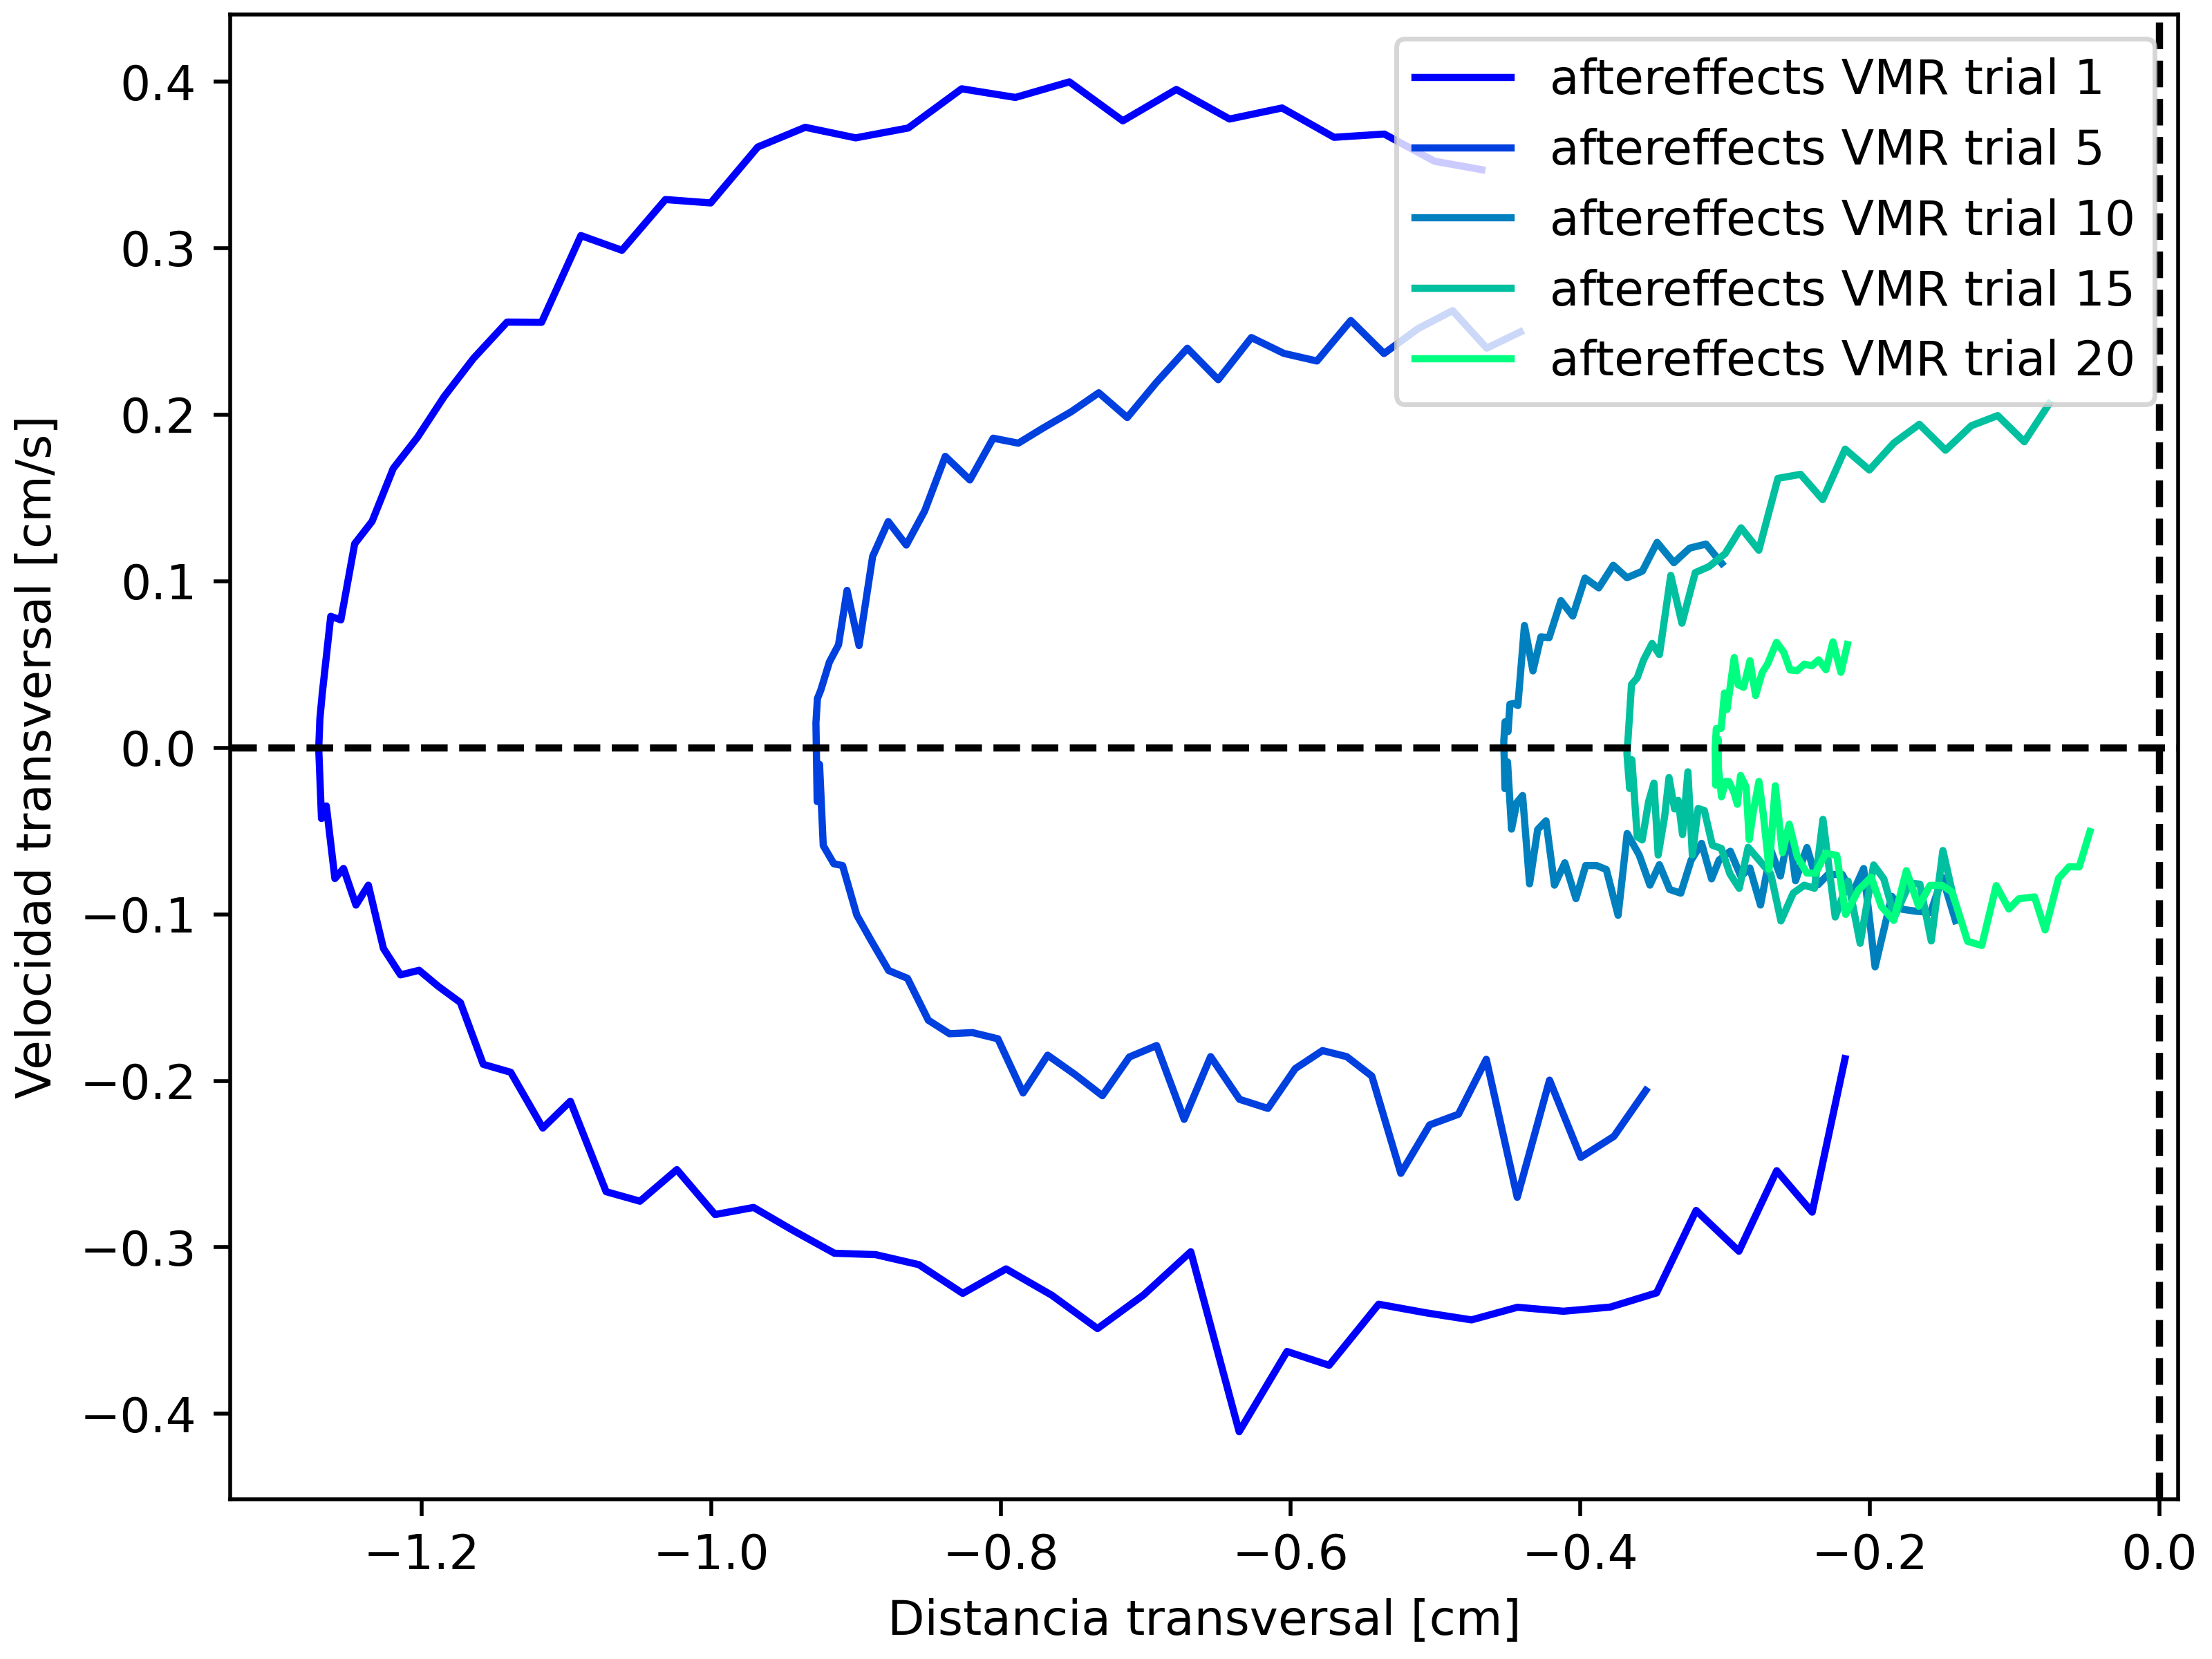 aftereffects VMR trial 1
aftereffects VMR trial 5
aftereffects VMR trial 10
aftereffects VMR trial 15
aftereffects VMR trial 20
Velocidad transversal [cm/s]
0.4
0.3
0.2
0.1
0.0
−0.1
−0.2
−0.3
−0.4
−1.2 −1.0 −0.8 −0.6 −0.4 −0.2 0.0
Distancia transversal [cm]